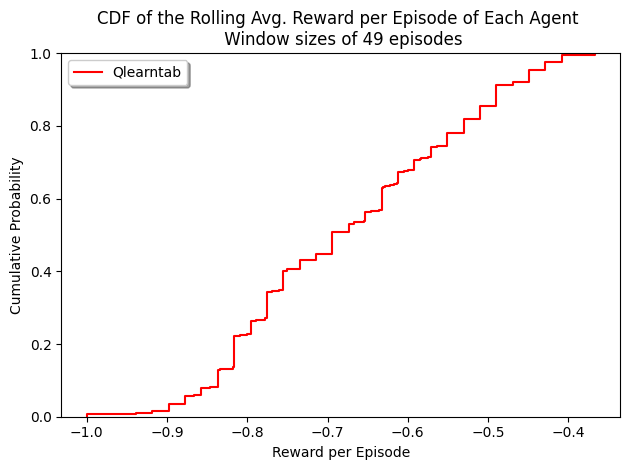 CDF of the Rolling Avg. Reward per Episode of Each Agent
Window sizes of 49 episodes
Qlearntab
Cumulative Probability
1.0
0.8
0.6
0.4
0.2
0.0
−1.0 −0.9 −0.8 −0.7 −0.6 −0.5 −0.4
Reward per Episode